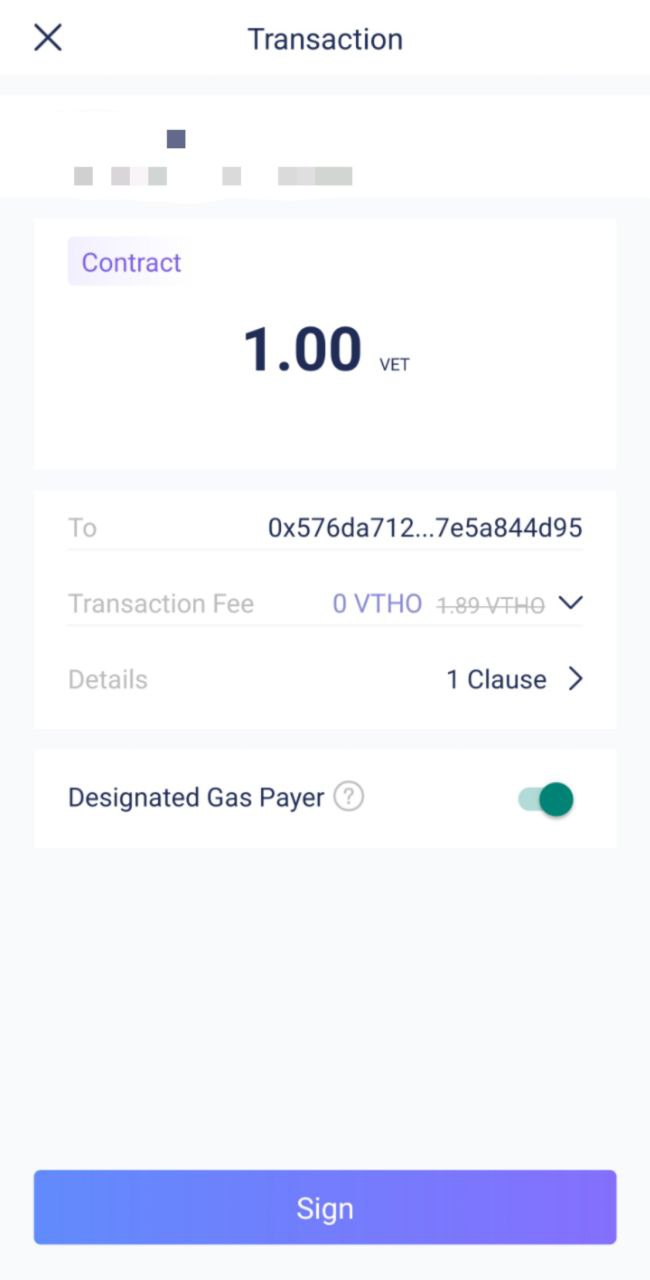 Transaction
Contract
1.00 VET
To 0x576da712...7e5a844d95
Transaction Fee 0 VTHO 1.89 VTHO
Details 1 Clause
Designated Gas Payer ?
Sign